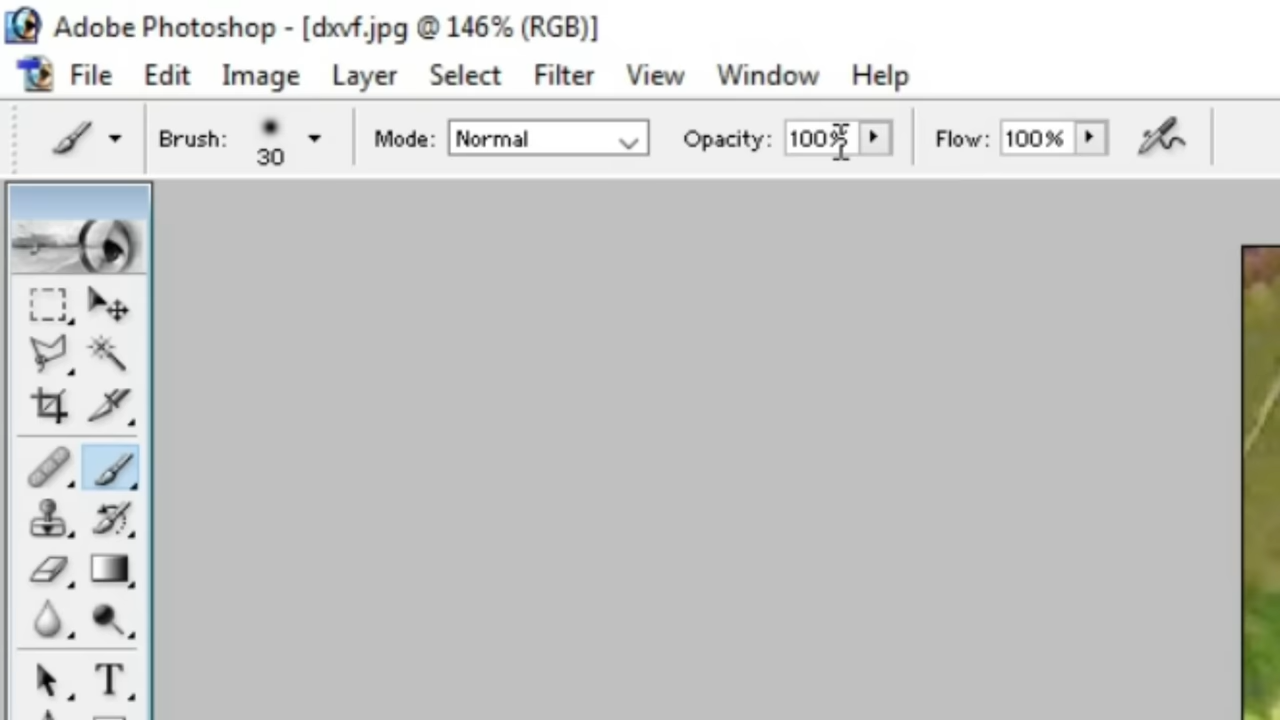 Adobe Photoshop - [dxvf.jpg @ 146% (RGB)]
File Edit Image Layer Select Filter View Window Help
Brush: 30 Mode: Normal Opacity: 100% Flow: 100%
T